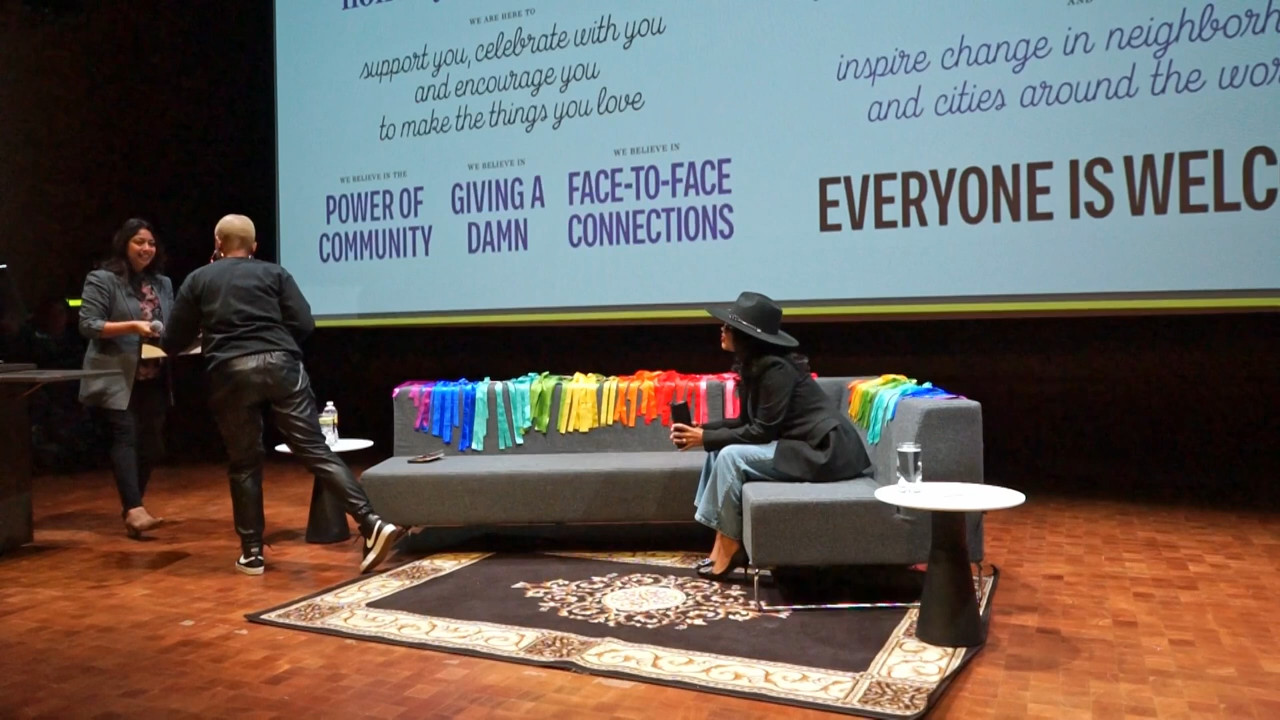 WE ARE HERE TO
support you, celebrate with you
and encourage you
to make the things you love
WE BELIEVE IN THE
POWER OF
COMMUNITY
WE BELIEVE IN
GIVING A
DAMN
WE BELIEVE IN
FACE-TO-FACE
CONNECTIONS
AND
inspire change in neighborh
and cities around the wor
EVERYONE IS WELC